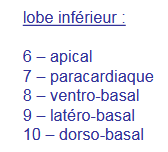 lobe inférieur :
6 – apical
7 – paracardiaque
8 – ventro-basal
9 – latéro-basal
10 – dorso-basal